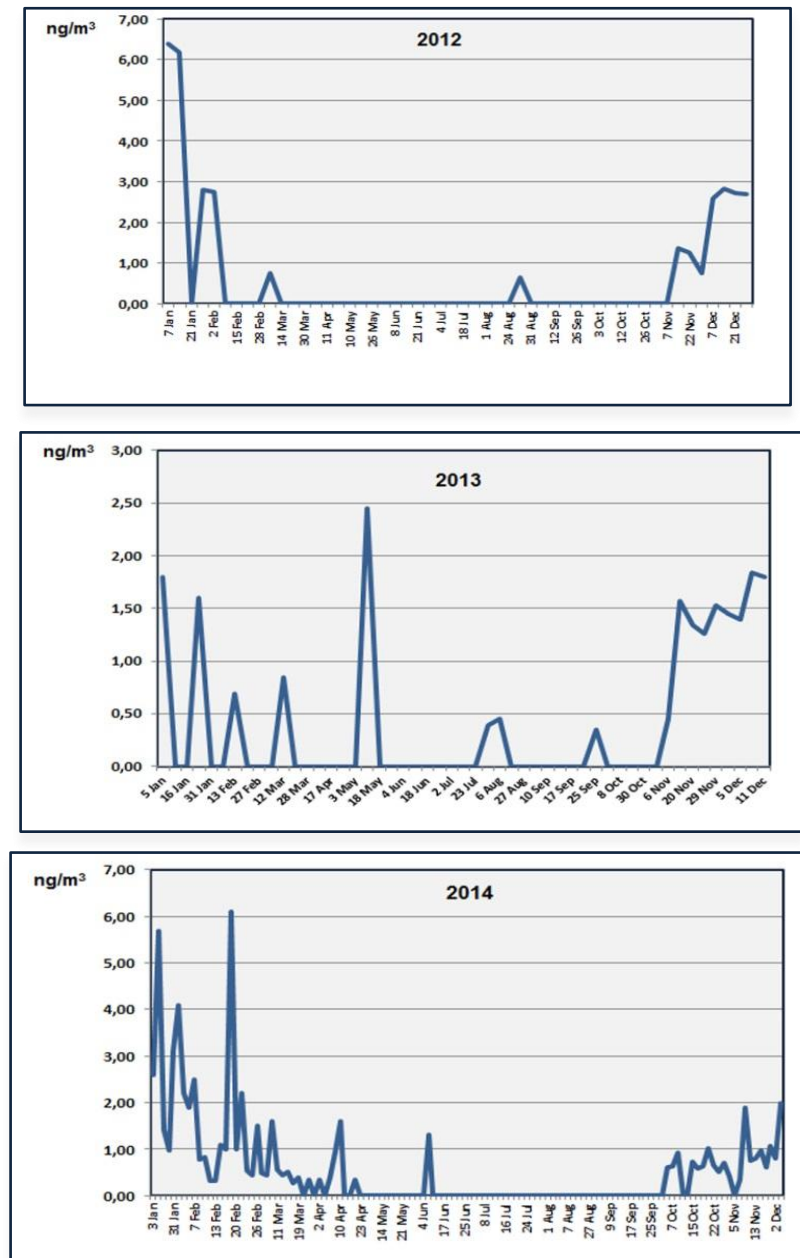 ng/m³
2012
7,00
6,00
5,00
4,00
3,00
2,00
1,00
0,00
7 Jan
21 Jan
2 Feb
15 Feb
28 Feb
14 Mar
30 Mar
11 Apr
10 May
26 May
8 Jun
21 Jun
4 Jul
18 Jul
1 Aug
24 Aug
31 Aug
12 Sep
26 Sep
3 Oct
12 Oct
26 Oct
7 Nov
22 Nov
7 Dec
21 Dec
ng/m³
2013
3,00
2,50
2,00
1,50
1,00
0,50
0,00
5 Jan
16 Jan
31 Jan
13 Feb
27 Feb
12 Mar
28 Mar
17 Apr
3 May
18 May
4 Jun
18 Jun
2 Jul
23 Jul
6 Aug
27 Aug
10 Sep
17 Sep
25 Sep
8 Oct
30 Oct
6 Nov
20 Nov
29 Nov
5 Dec
11 Dec
ng/m³
2014
7,00
6,00
5,00
4,00
3,00
2,00
1,00
0,00
3 Jan
31 Jan
7 Feb
13 Feb
20 Feb
26 Feb
11 Mar
19 Mar
2 Apr
10 Apr
23 Apr
14 May
21 May
4 Jun
17 Jun
25 Jun
8 Jul
16 Jul
24 Jul
1 Aug
7 Aug
27 Aug
9 Sep
17 Sep
25 Sep
7 Oct
15 Oct
22 Oct
5 Nov
13 Nov
2 Dec